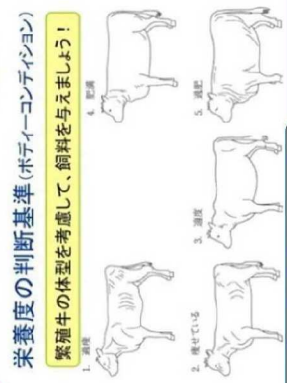 栄養度の判断基準(ボディーコンディション)
繁殖牛の体型を考慮して、飼料を与えましょう！
1. 過痩
2. 痩せている
3. 適度
4. 肥満
5. 過肥